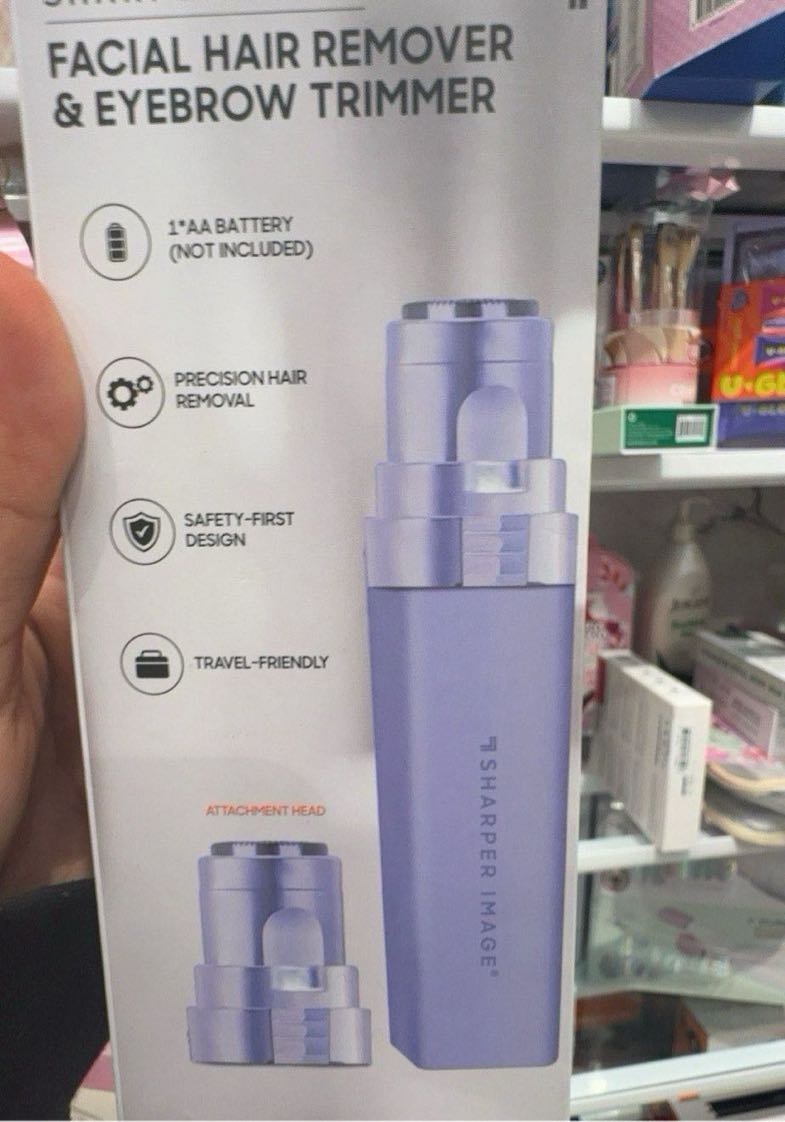 FACIAL HAIR REMOVER
& EYEBROW TRIMMER
1*AA BATTERY
(NOT INCLUDED)
PRECISION HAIR
REMOVAL
SAFETY-FIRST
DESIGN
TRAVEL-FRIENDLY
ATTACHMENT HEAD
SHARPER IMAGE®